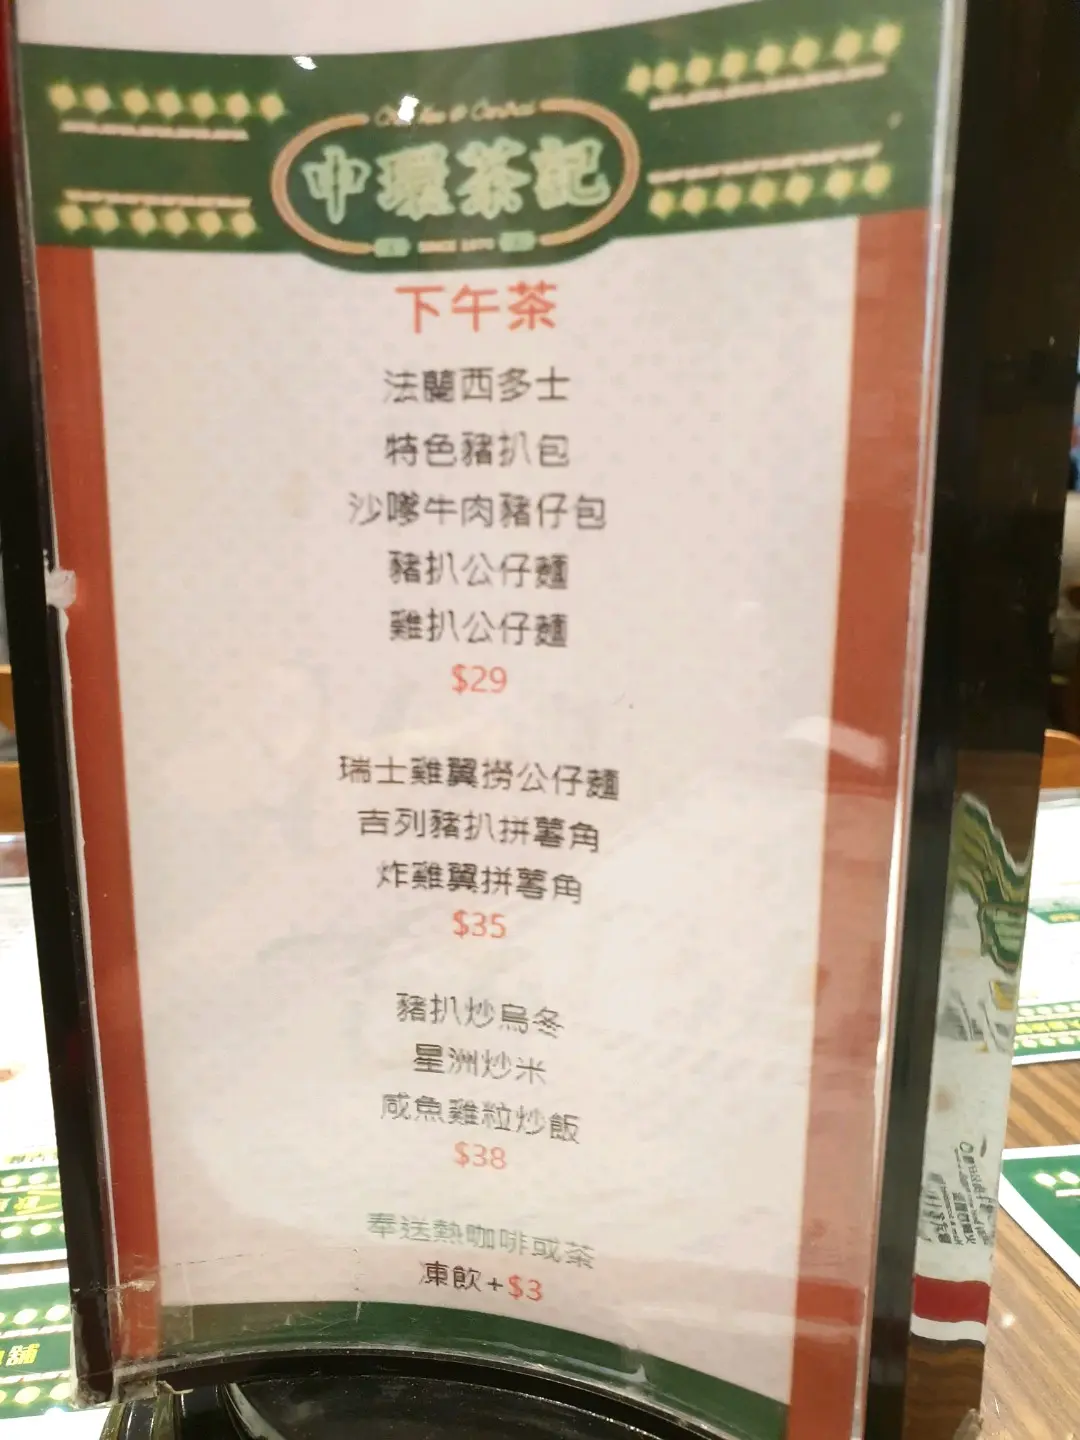 中環茶記
SINCE 1970
下午茶
法蘭西多士
特色豬扒包
沙嗲牛肉豬仔包
豬扒公仔麵
雞扒公仔麵
$29
瑞士雞翼撈公仔麵
吉列豬扒拼薯角
炸雞翼拼薯角
$35
豬扒炒烏冬
星洲炒米
咸魚雞粒炒飯
$38
奉送熱咖啡或茶
凍飲+$3